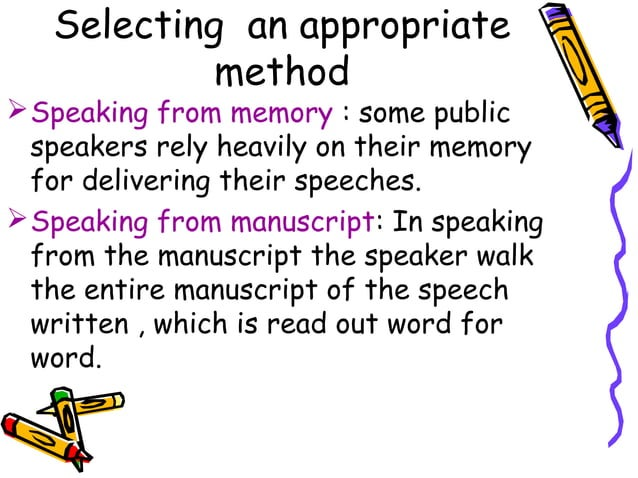 Selecting an appropriate
method
Speaking from memory : some public
speakers rely heavily on their memory
for delivering their speeches.
Speaking from manuscript: In speaking
from the manuscript the speaker walk
the entire manuscript of the speech
written , which is read out word for
word.